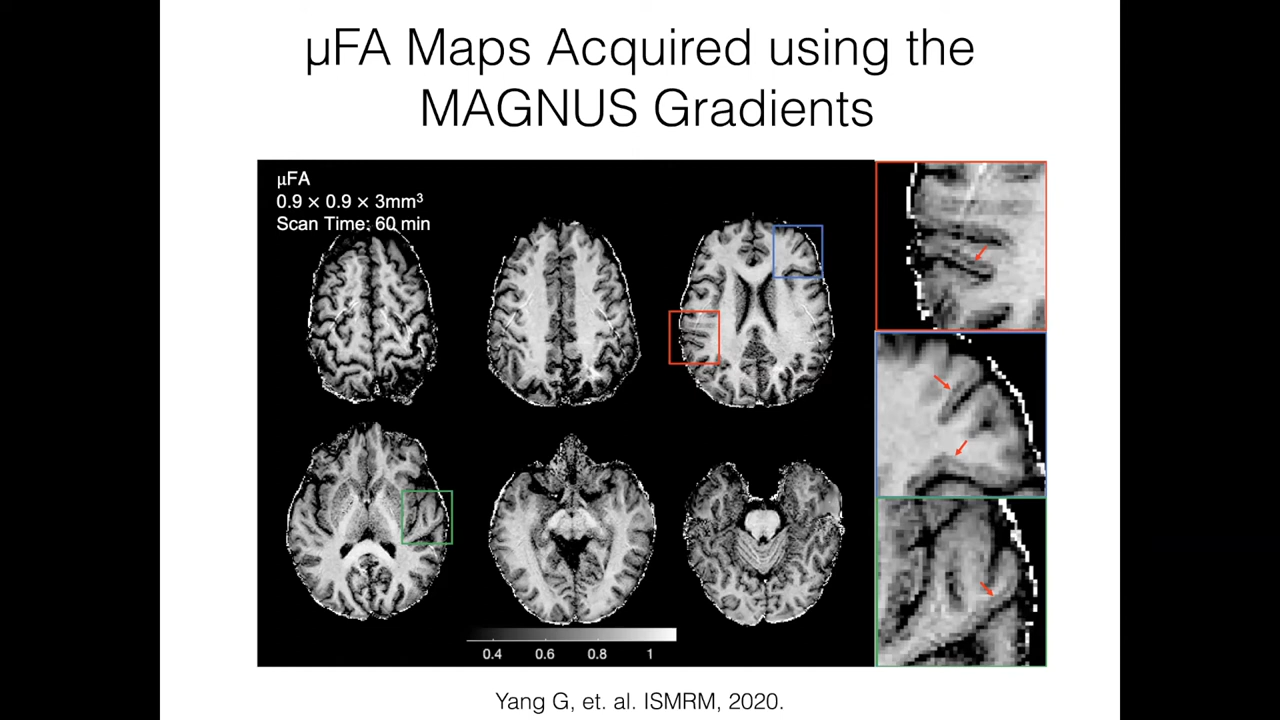 µFA Maps Acquired using the
MAGNUS Gradients
µFA
0.9 × 0.9 × 3mm³
Scan Time: 60 min
0.4 0.6 0.8 1
Yang G, et. al. ISMRM, 2020.